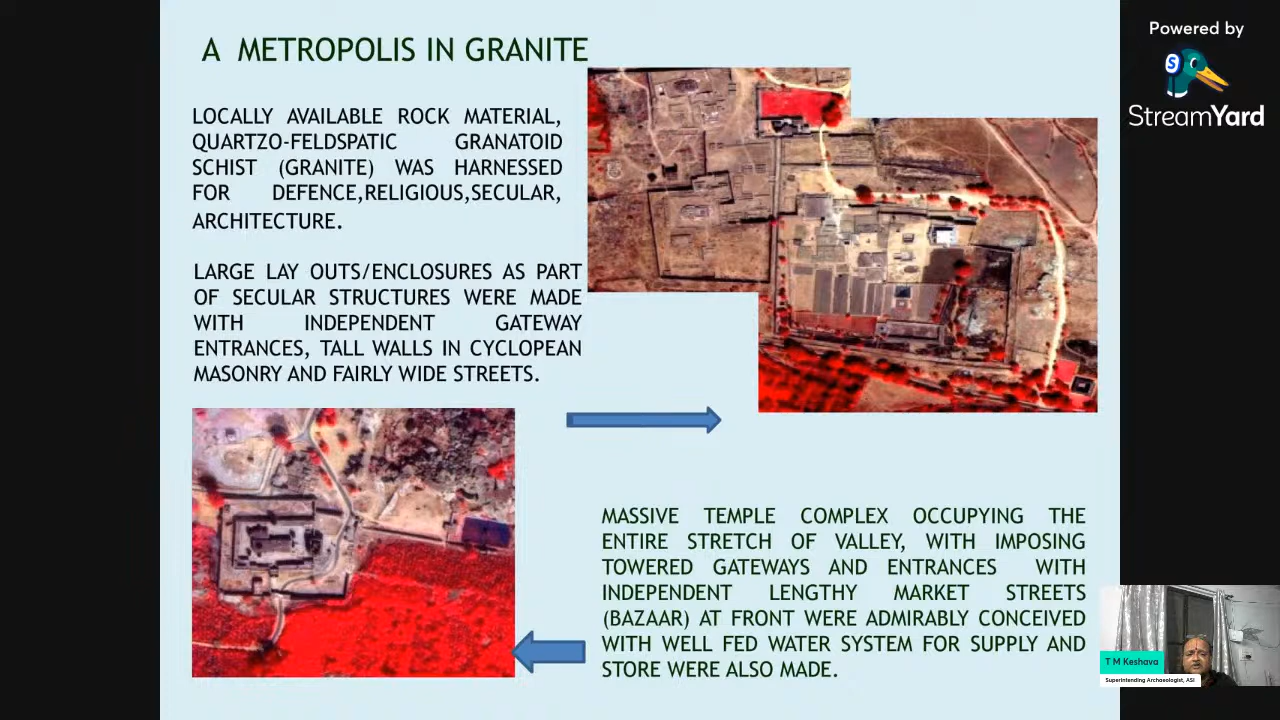 A METROPOLIS IN GRANITE
LOCALLY AVAILABLE ROCK MATERIAL,
QUARTZO-FELDSPATIC GRANATOID
SCHIST (GRANITE) WAS HARNESSED
FOR DEFENCE,RELIGIOUS,SECULAR,
ARCHITECTURE.
LARGE LAY OUTS/ENCLOSURES AS PART
OF SECULAR STRUCTURES WERE MADE
WITH INDEPENDENT GATEWAY
ENTRANCES, TALL WALLS IN CYCLOPEAN
MASONRY AND FAIRLY WIDE STREETS.
MASSIVE TEMPLE COMPLEX OCCUPYING THE
ENTIRE STRETCH OF VALLEY, WITH IMPOSING
TOWERED GATEWAYS AND ENTRANCES WITH
INDEPENDENT LENGTHY MARKET STREETS
(BAZAAR) AT FRONT WERE ADMIRABLY CONCEIVED
WITH WELL FED WATER SYSTEM FOR SUPPLY AND
STORE WERE ALSO MADE.
Powered by
S
StreamYard
T M Keshava
Superintending Archaeologist, ASI